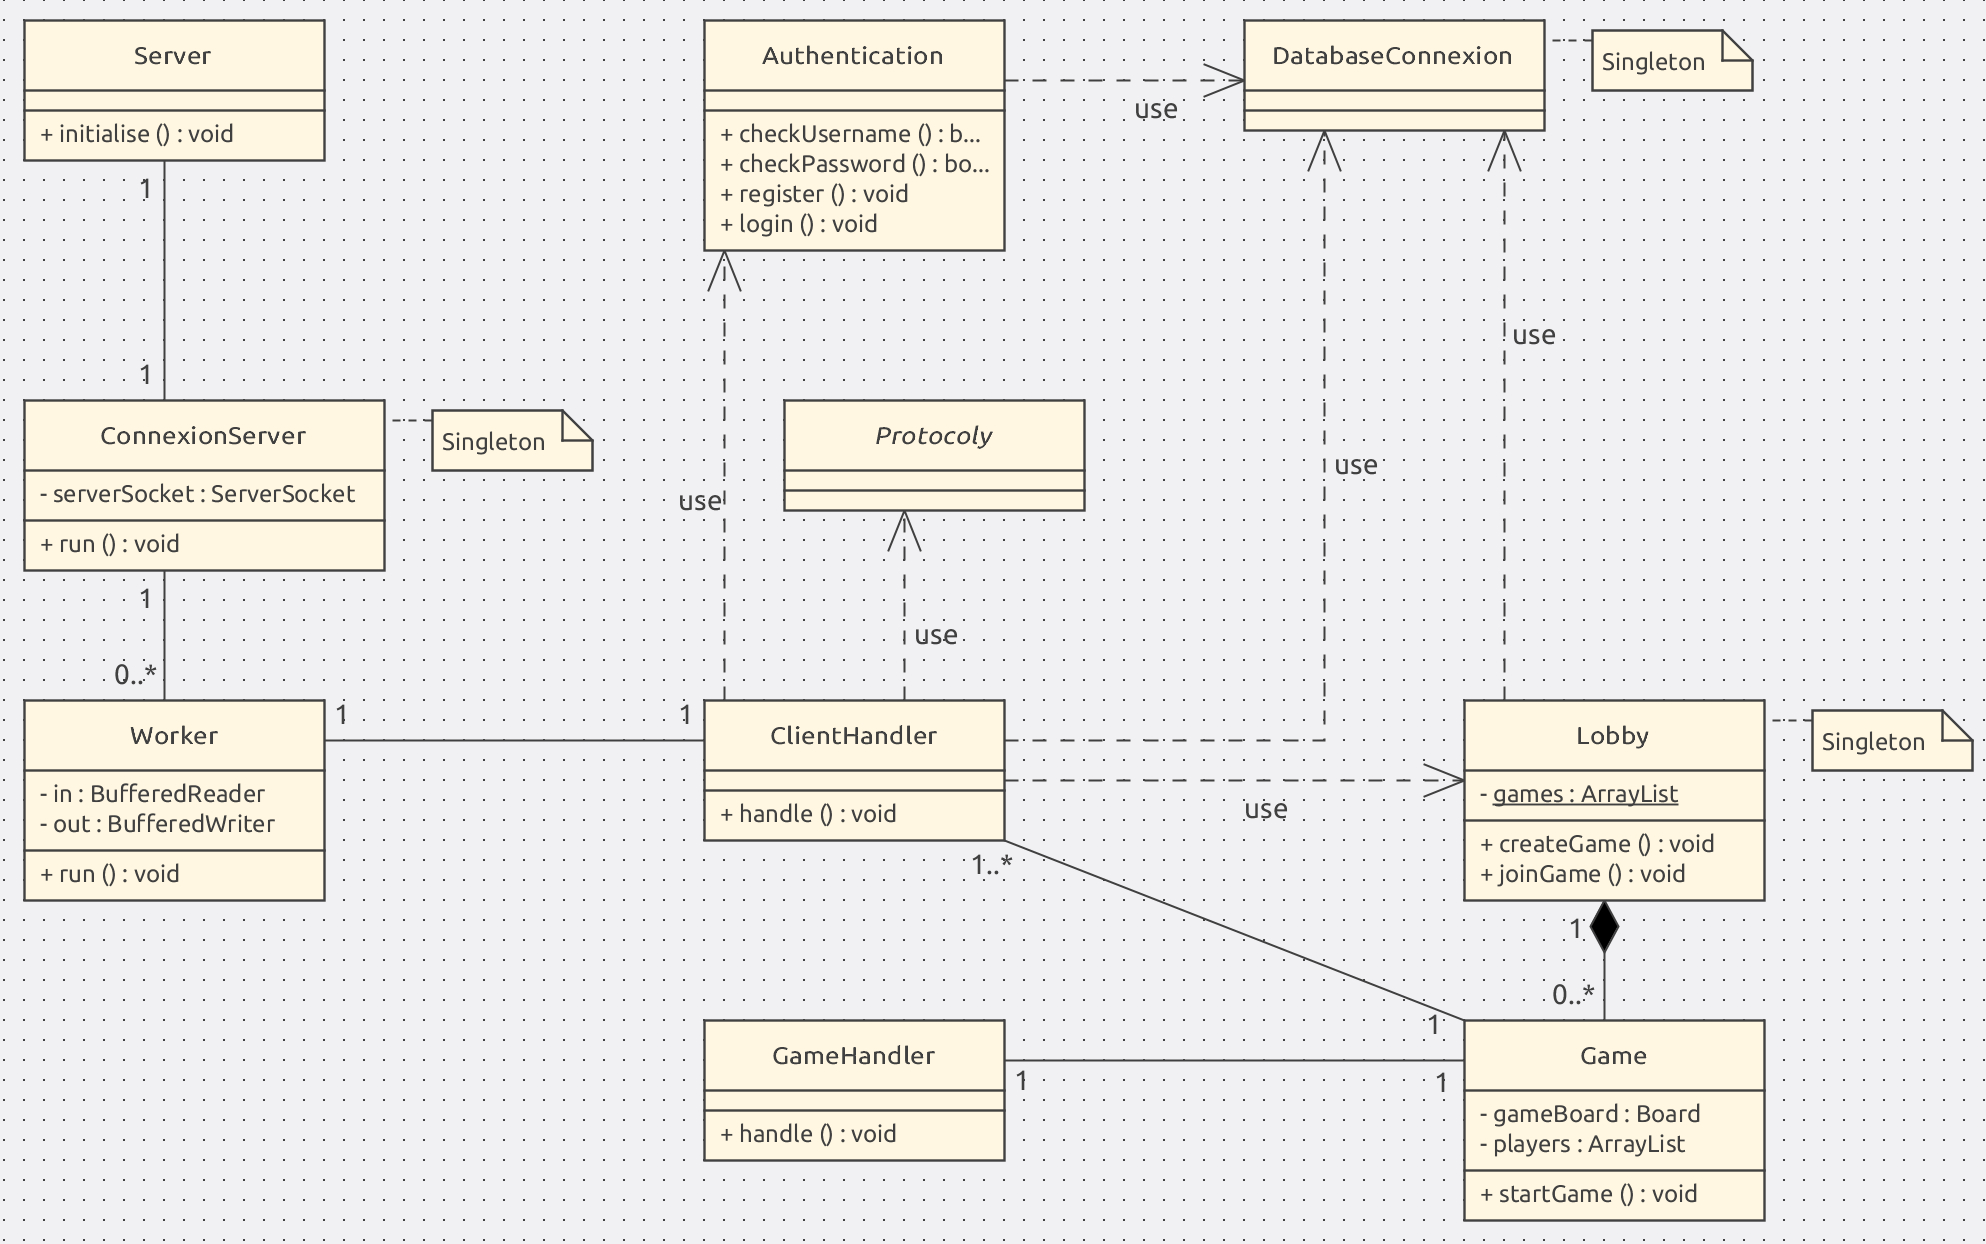 Server
+ initialise () : void
Authentication
+ checkUsername () : b...
+ checkPassword () : bo...
+ register () : void
+ login () : void
use
DatabaseConnexion
Singleton
1
1
use
ConnexionServer
- serverSocket : ServerSocket
+ run () : void
Singleton
Protocoly
use
use
use
1
0..*
Worker
- in : BufferedReader
- out : BufferedWriter
+ run () : void
1
1
ClientHandler
+ handle () : void
use
Lobby
- games : ArrayList
+ createGame () : void
+ joinGame () : void
Singleton
1..*
1
1
0..*
GameHandler
+ handle () : void
1
1
Game
- gameBoard : Board
- players : ArrayList
+ startGame () : void